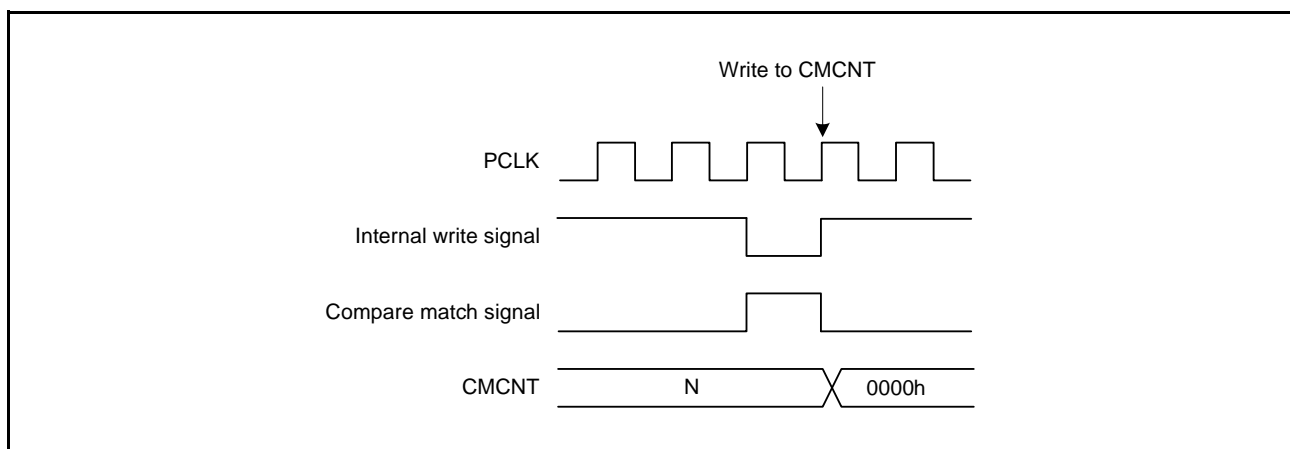 Write to CMCNT
PCLK
Internal write signal
Compare match signal
CMCNT N 0000h